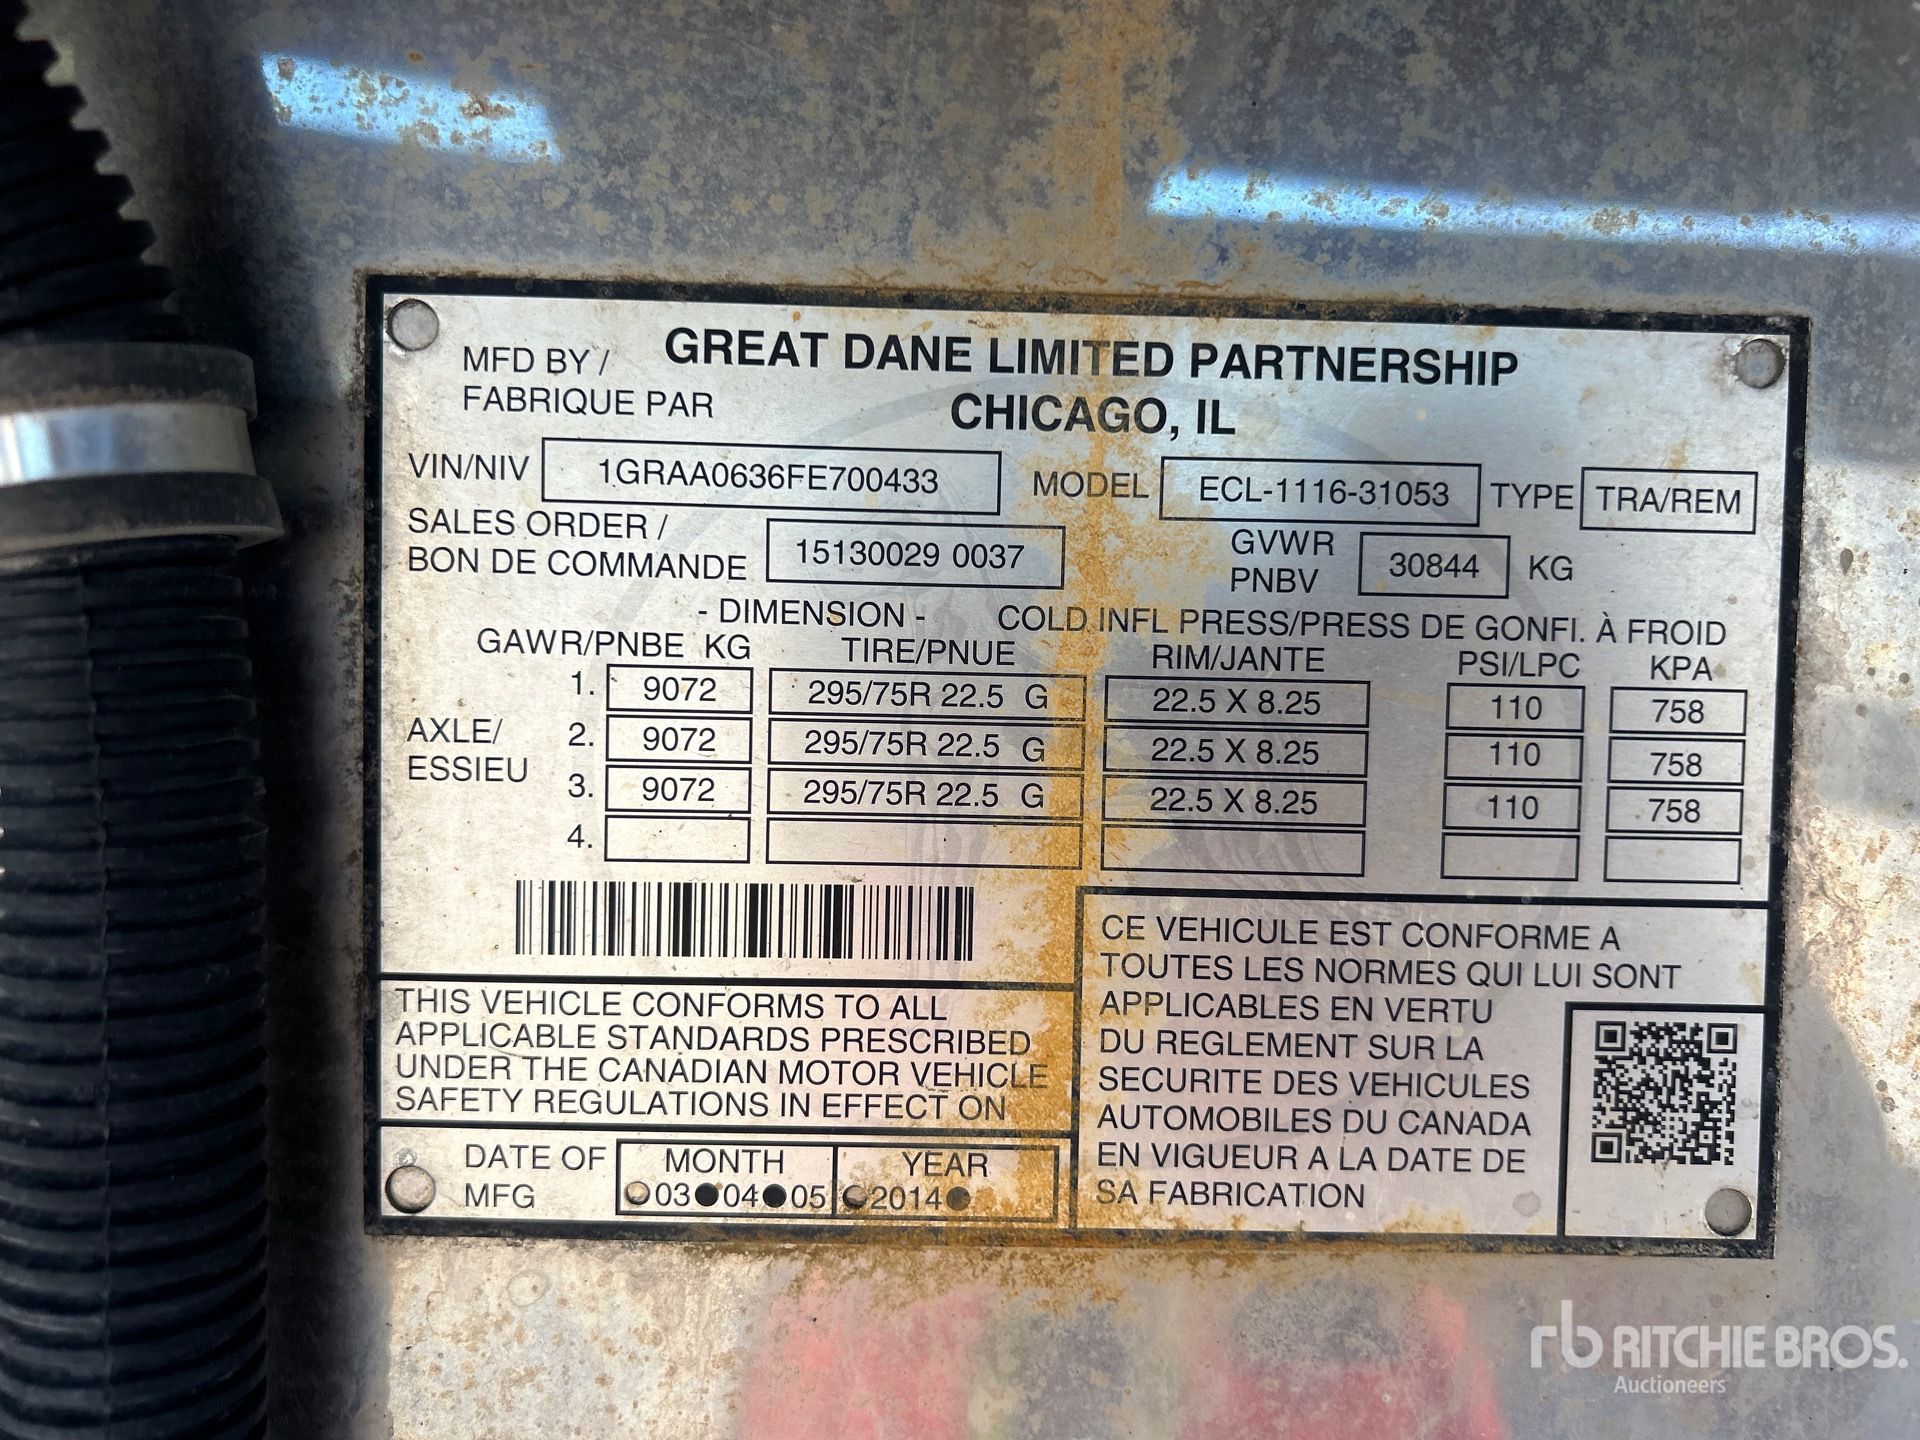 MFD BY / GREAT DANE LIMITED PARTNERSHIP
FABRIQUE PAR CHICAGO, IL
VIN/NIV 1GRAA0636FE700433 MODEL ECL-1116-31053 TYPE TRA/REM
SALES ORDER /
BON DE COMMANDE 15130029 0037
GVWR
PNBV 30844 KG
- DIMENSION - COLD INFL PRESS/PRESS DE GONFI. À FROID
GAWR/PNBE KG TIRE/PNUE RIM/JANTE PSI/LPC KPA
AXLE/
ESSIEU
1. 9072 295/75R 22.5 G 22.5 X 8.25 110 758
2. 9072 295/75R 22.5 G 22.5 X 8.25 110 758
3. 9072 295/75R 22.5 G 22.5 X 8.25 110 758
4.
THIS VEHICLE CONFORMS TO ALL
APPLICABLE STANDARDS PRESCRIBED
UNDER THE CANADIAN MOTOR VEHICLE
SAFETY REGULATIONS IN EFFECT ON
DATE OF
MFG
MONTH YEAR
03 04 05 2014
CE VEHICULE EST CONFORME A
TOUTES LES NORMES QUI LUI SONT
APPLICABLES EN VERTU
DU REGLEMENT SUR LA
SECURITE DES VEHICULES
AUTOMOBILES DU CANADA
EN VIGUEUR A LA DATE DE
SA FABRICATION
rb RITCHIE BROS.
Auctioneers